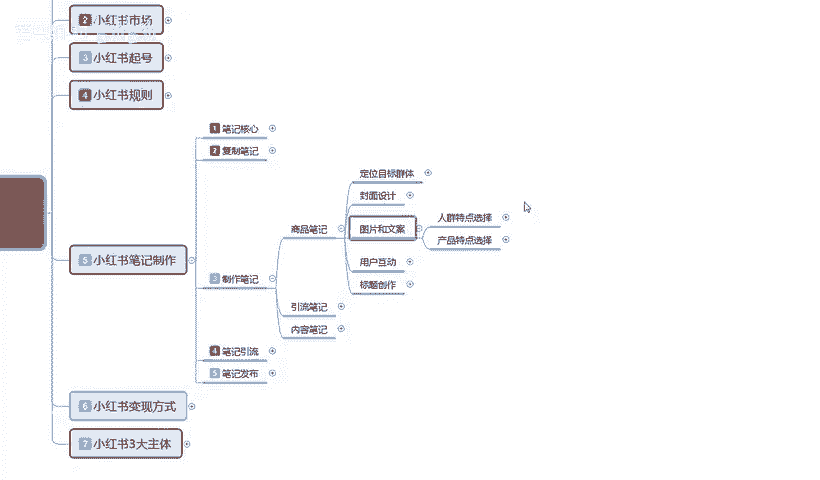 2 小红书市场
3 小红书起号
4 小红书规则
5 小红书笔记制作
1 笔记核心
2 复制笔记
3 制作笔记
商品笔记
定位目标群体
封面设计
图片和文案
人群特点选择
产品特点选择
用户互动
标题创作
引流笔记
内容笔记
4 笔记引流
5 笔记发布
6 小红书变现方式
7 小红书3大主体